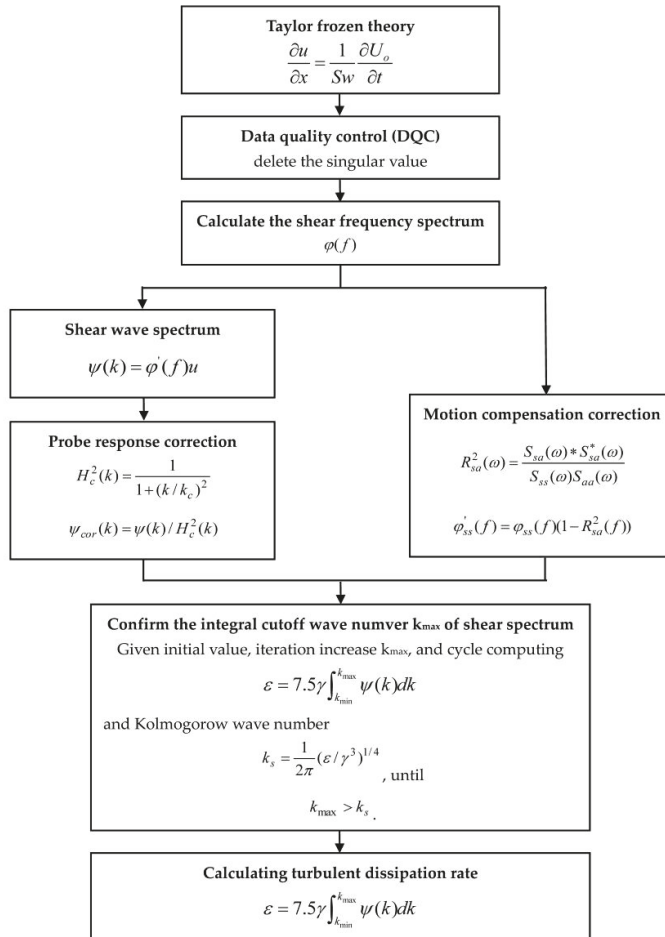 Taylor frozen theory
∂u/∂x = 1/Sw ∂U_o/∂t
Data quality control (DQC)
delete the singular value
Calculate the shear frequency spectrum
φ(f)
Shear wave spectrum
ψ(k) = φ'(f)u
Probe response correction
H_c^2(k) = 1/(1+(k/k_c)^2)
ψ_cor(k) = ψ(k)/H_c^2(k)
Motion compensation correction
R_sa^2(ω) = S_sa(ω)*S_sa^*(ω)/S_ss(ω)S_aa(ω)
φ'_ss(f) = φ_ss(f)(1−R_sa^2(f))
Confirm the integral cutoff wave numver k_max of shear spectrum
Given initial value, iteration increase k_max, and cycle computing
ε = 7.5γ∫_{k_min}^{k_max} ψ(k)dk
and Kolmogorow wave number
k_s = 1/2π (ε/γ^3)^{1/4} , until
k_max > k_s .
Calculating turbulent dissipation rate
ε = 7.5γ∫_{k_min}^{k_max} ψ(k)dk